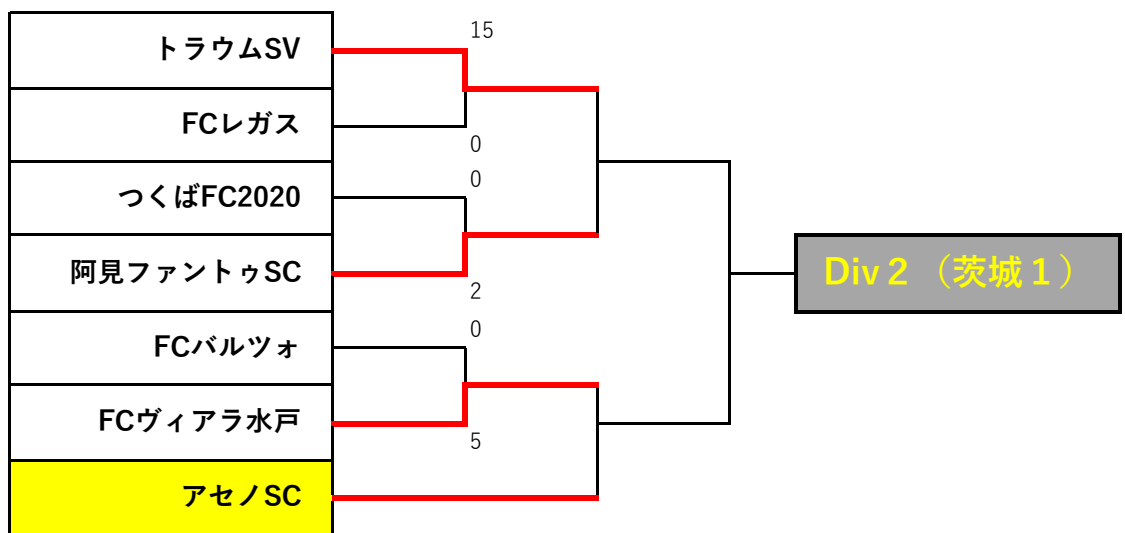 トラウムSV
15
FCレガス
0
つくばFC2020
0
阿見ファントゥSC
2
FCバルツォ
0
FCヴィアラ水戸
5
アセノSC
Div２（茨城１）